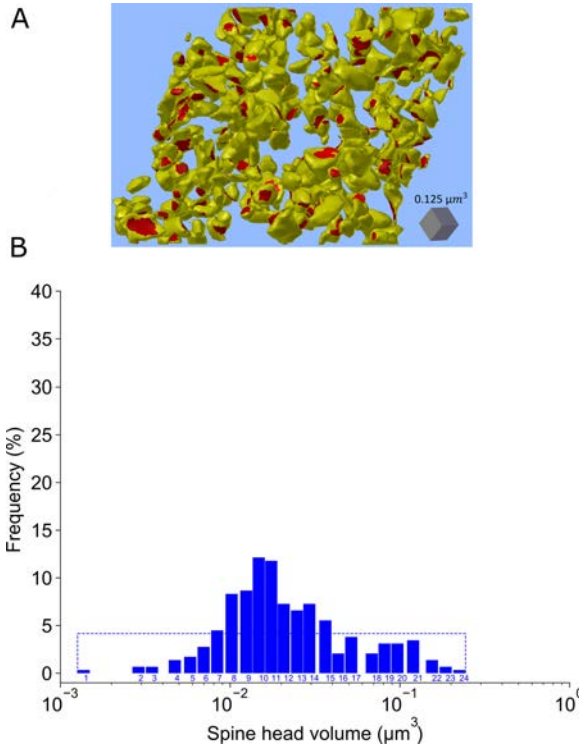 A
0.125 μm³
B
40
35
30
25
20
15
10
5
0
Frequency (%)
1 2 3 4 5 6 7 8 9 10 11 12 13 14 15 16 17 18 19 20 21 22 23 24
10⁻³ 10⁻² 10⁻¹ 10⁰
Spine head volume (μm³)